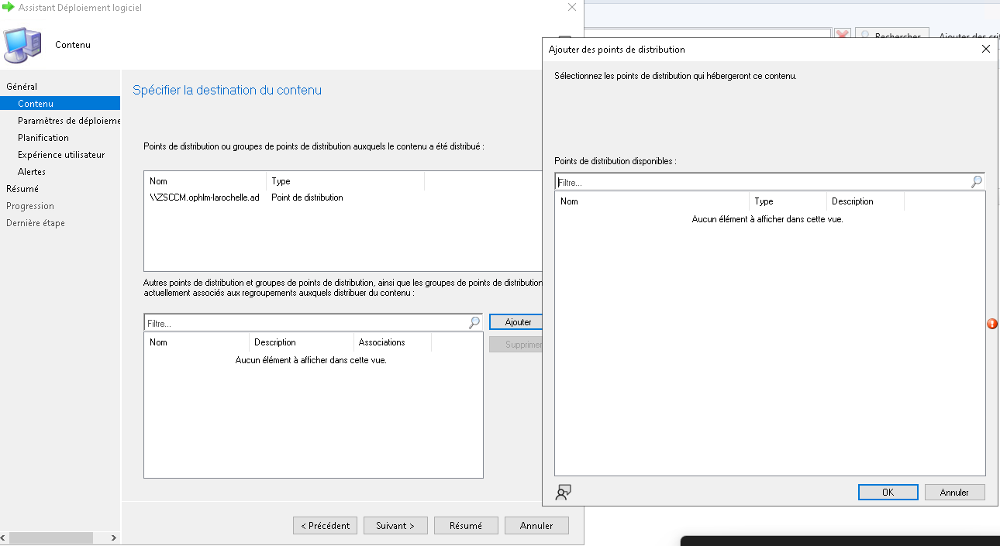 Assistant Déploiement logiciel
Contenu
Général
Contenu
Paramètres de déploieme
Planification
Expérience utilisateur
Alertes
Résumé
Progression
Dernière étape
Spécifier la destination du contenu
Points de distribution ou groupes de points de distribution auxquels le contenu a été distribué :
Nom Type
\\ZSCCM.ophlm-larochelle.ad Point de distribution
Autres points de distribution et groupes de points de distribution, ainsi que les groupes de points de distribution
actuellement associés aux regroupements auxquels distribuer du contenu :
Filtre...
Ajouter
Nom Description Associations
Supprimer
Aucun élément à afficher dans cette vue.
< Précédent Suivant > Résumé Annuler
Rechercher Ajouter des crit
Ajouter des points de distribution
Sélectionnez les points de distribution qui hébergeront ce contenu.
Points de distribution disponibles :
Filtre...
Nom Type Description
Aucun élément à afficher dans cette vue.
OK Annuler